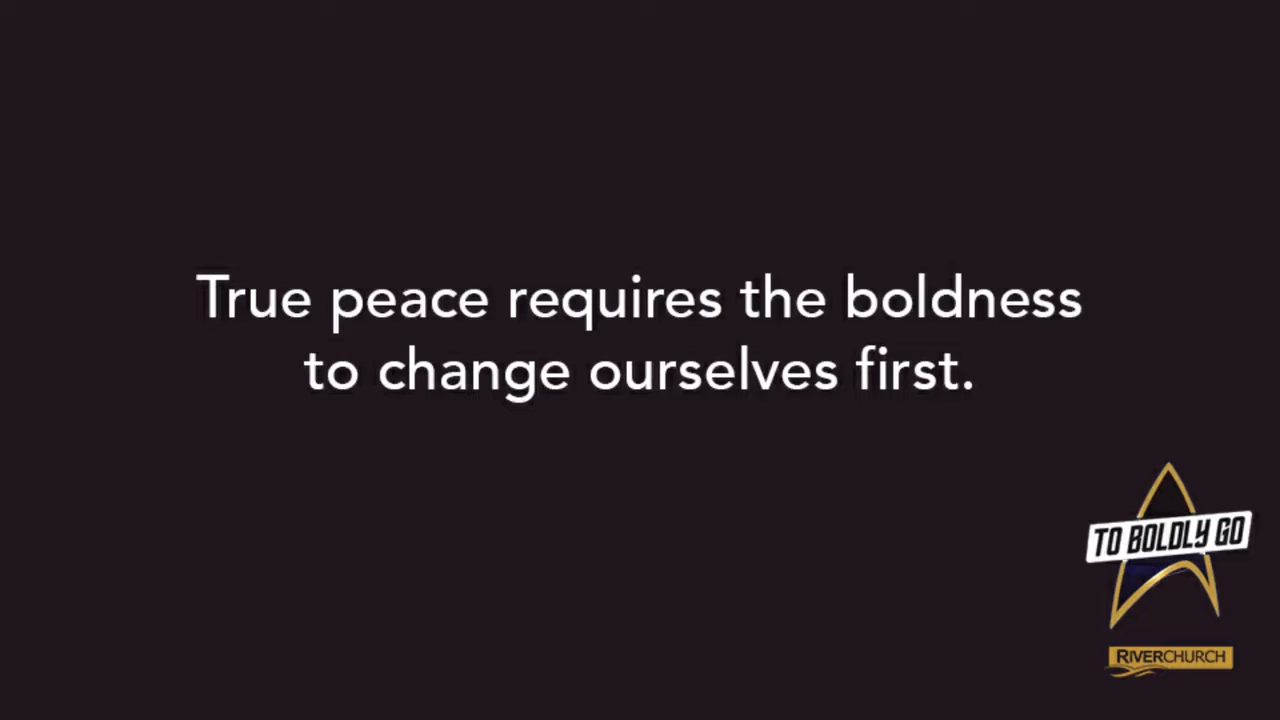 True peace requires the boldness
to change ourselves first.
TO BOLDLY GO
RIVERCHURCH